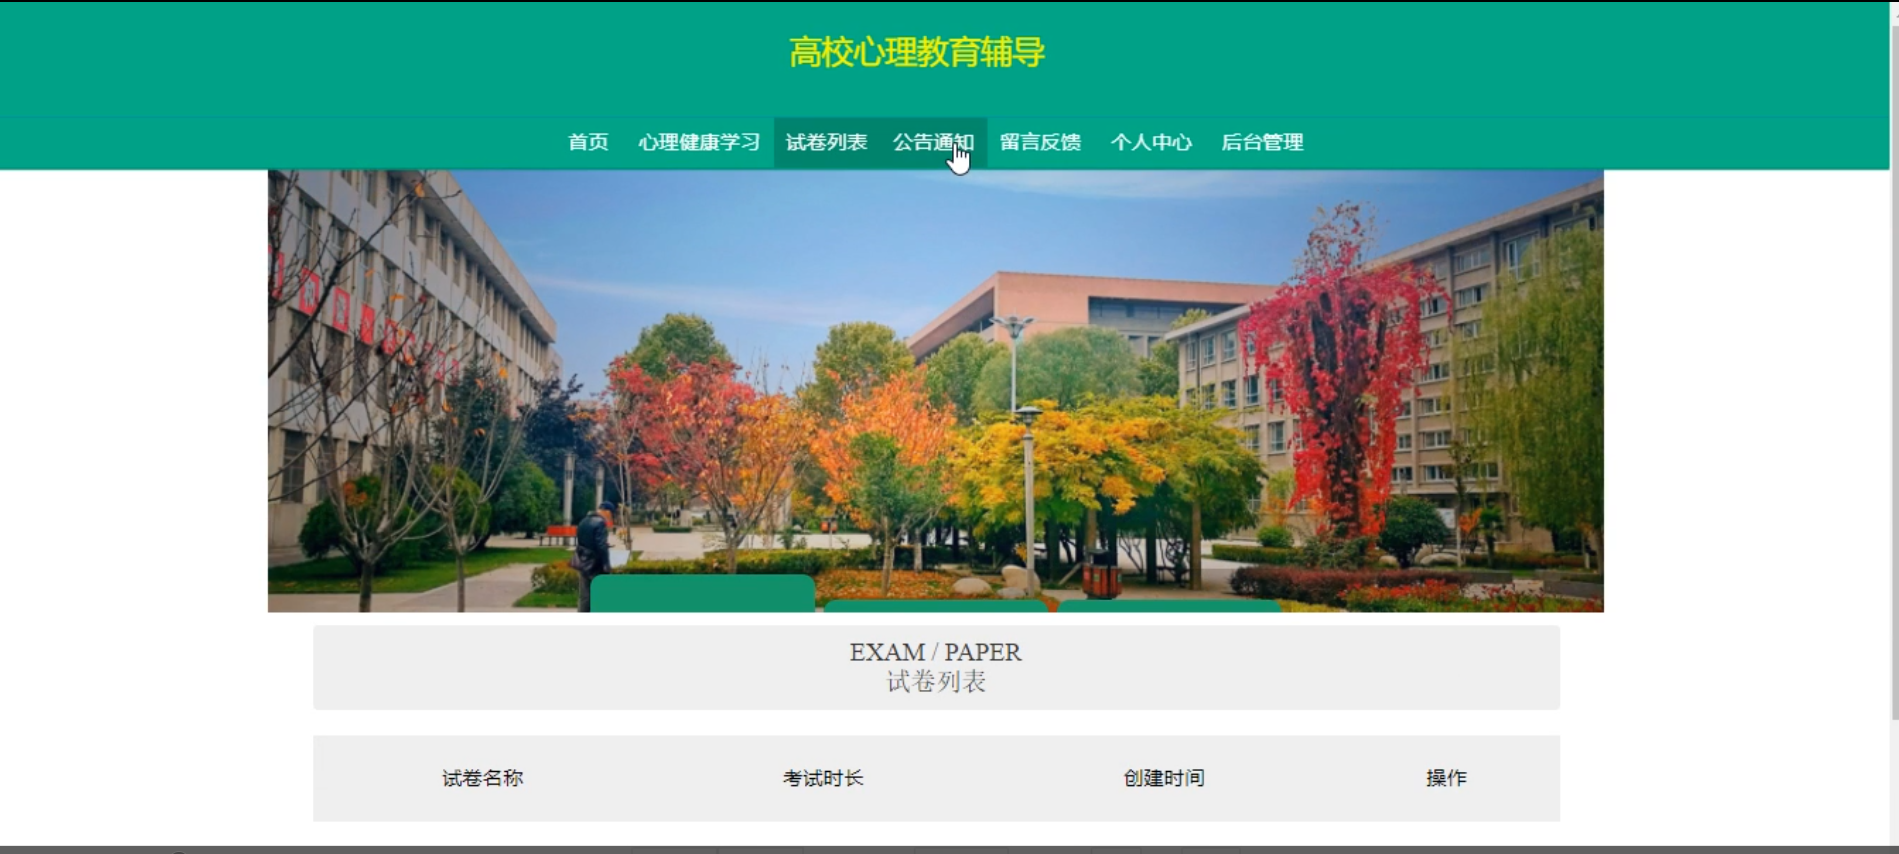 高校心理教育辅导
首页 心理健康学习 试卷列表 公告通知 留言反馈 个人中心 后台管理
EXAM / PAPER
试卷列表
试卷名称 考试时长 创建时间 操作